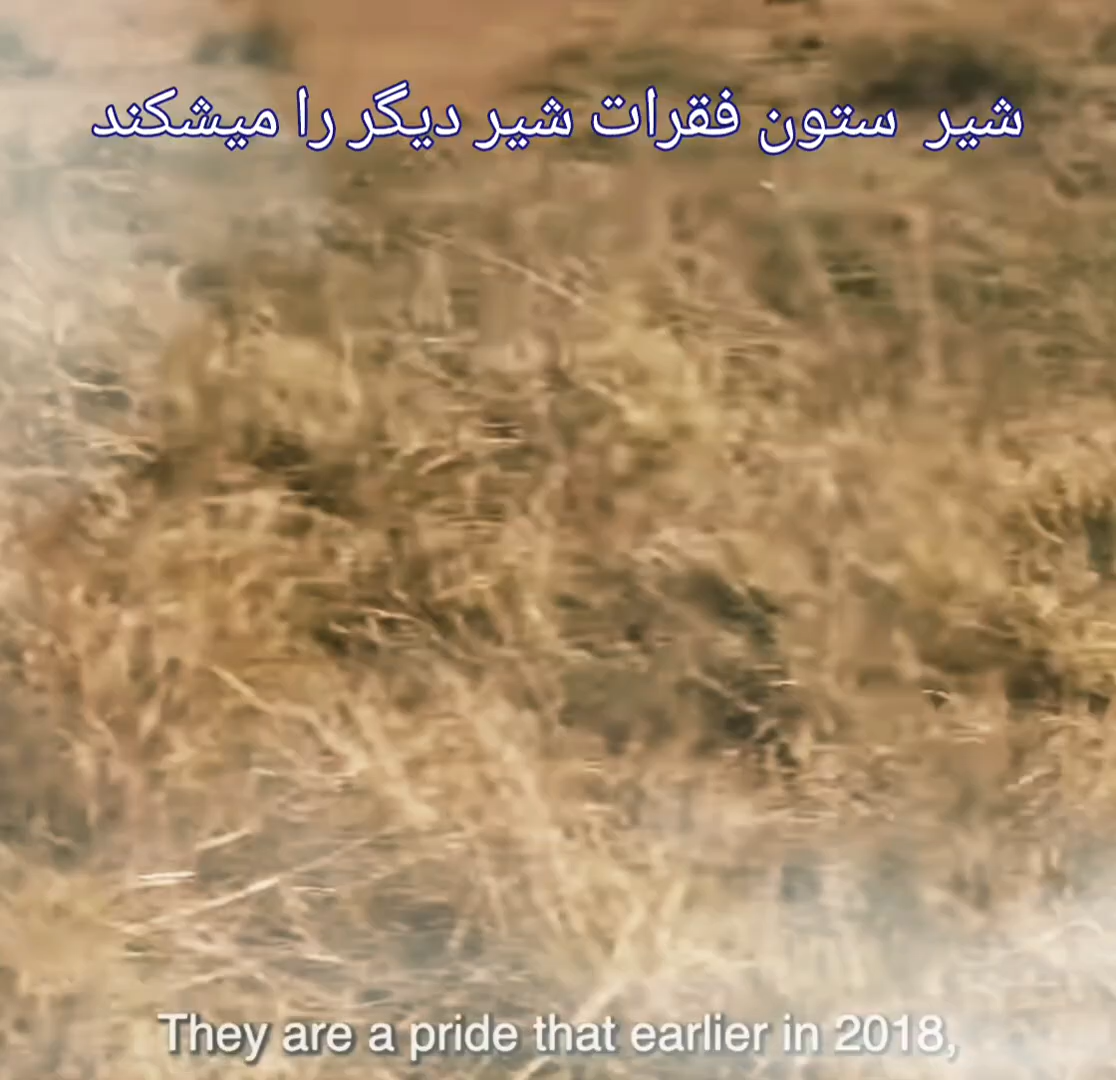 شیر  ستون فقرات شیر دیگر را میشکند
They are a pride that earlier in 2018,